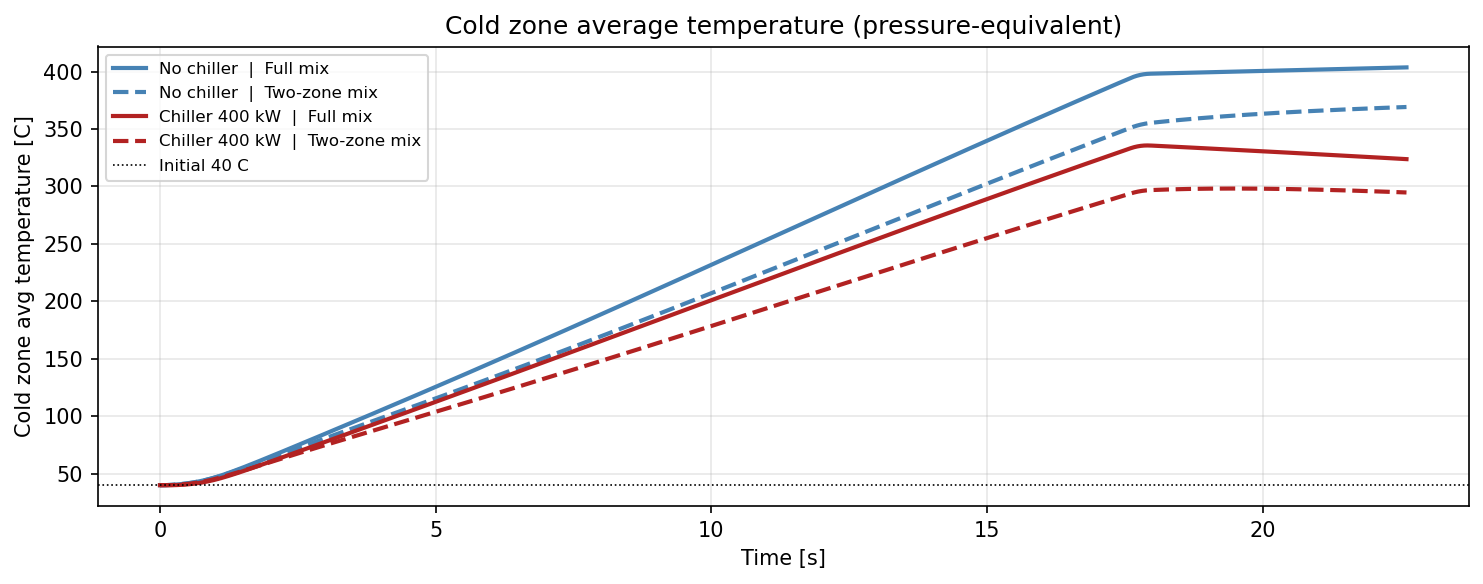 Cold zone average temperature (pressure-equivalent)
Cold zone avg temperature [C]
400
350
300
250
200
150
100
50
No chiller | Full mix
No chiller | Two-zone mix
Chiller 400 kW | Full mix
Chiller 400 kW | Two-zone mix
Initial 40 C
0 5 10 15 20
Time [s]